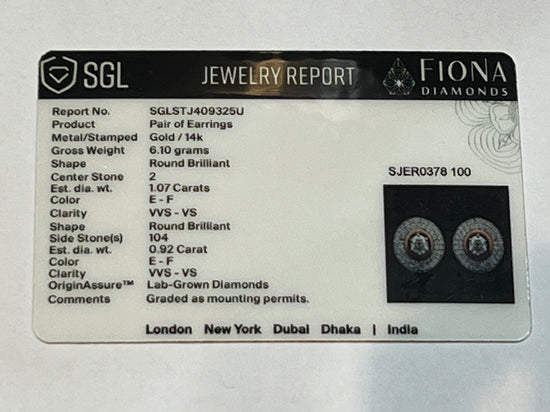 SGL JEWELRY REPORT FIONA
DIAMONDS
Report No. SGLSTJ409325U
Product Pair of Earrings
Metal/Stamped Gold / 14k
Gross Weight 6.10 grams
Shape Round Brilliant
Center Stone 2
Est. dia. wt. 1.07 Carats
Color E - F
Clarity VVS - VS
Shape Round Brilliant
Side Stone(s) 104
Est. dia. wt. 0.92 Carat
Color E - F
Clarity VVS - VS
OriginAssure™ Lab-Grown Diamonds
Comments Graded as mounting permits.
SJER0378 100
London New York Dubai Dhaka | India